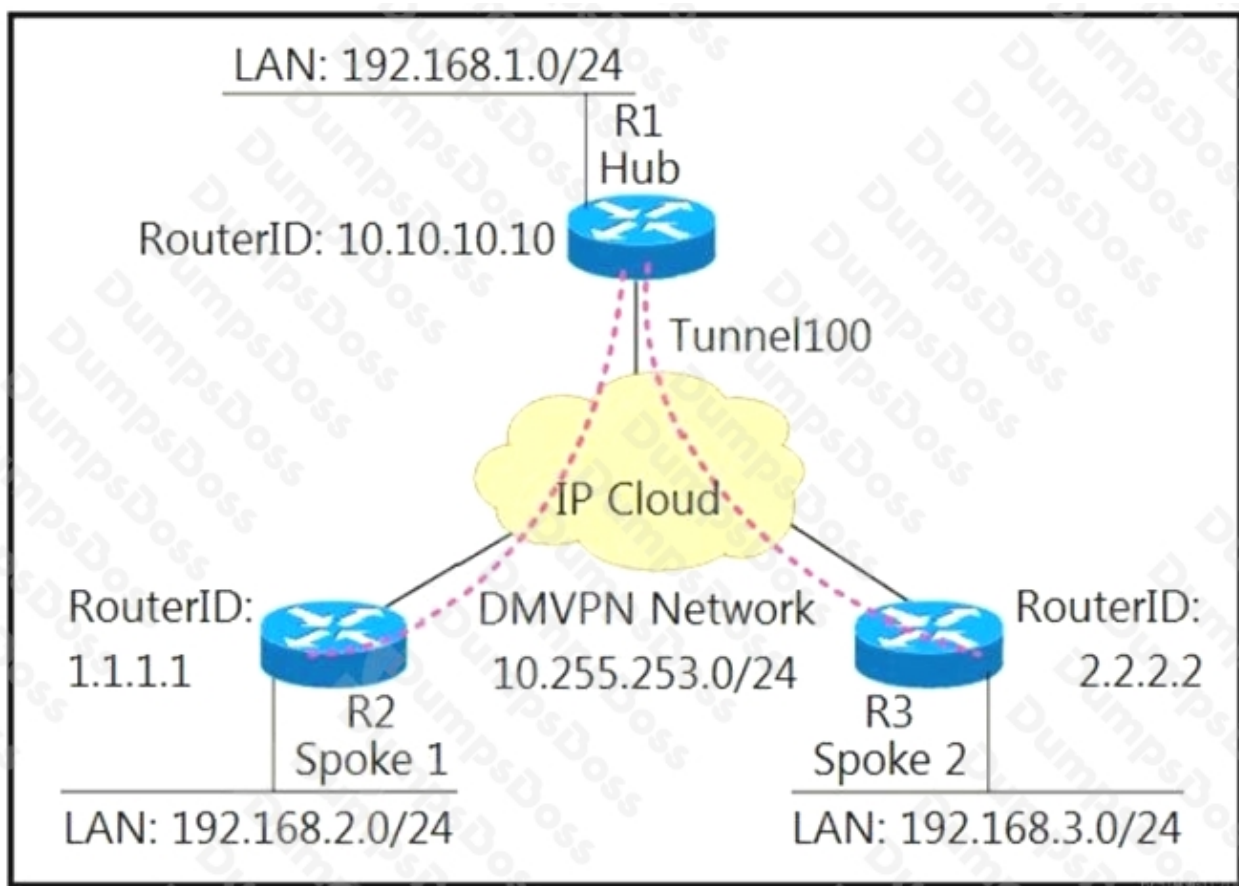 LAN: 192.168.1.0/24
R1
Hub
RouterID: 10.10.10.10
Tunnel100
IP Cloud
RouterID:
1.1.1.1
DMVPN Network
10.255.253.0/24
RouterID:
2.2.2.2
R2
Spoke 1
R3
Spoke 2
LAN: 192.168.2.0/24
LAN: 192.168.3.0/24
DumpsDoss